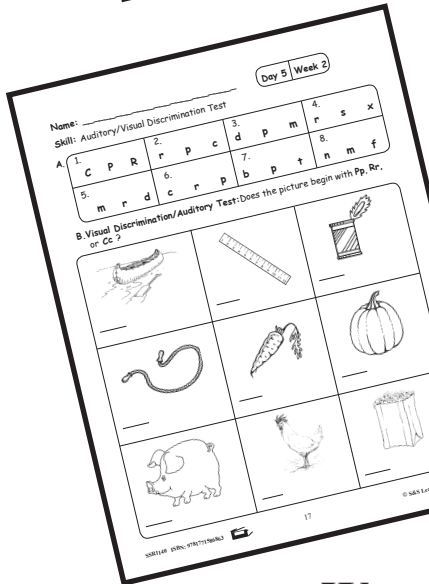 Day 5 Week 2
Name:
Skill: Auditory/Visual Discrimination Test
A.
1. C P R
2. r p c
3. d p m
4. r s x
5. m r d
6. c r p
7. b p t
8. n m f
B.Visual Discrimination/Auditory Test:Does the picture begin with Pp, Rr,
or Cc ?
17
SSR1140 ISBN: 9781771586863
© S&S